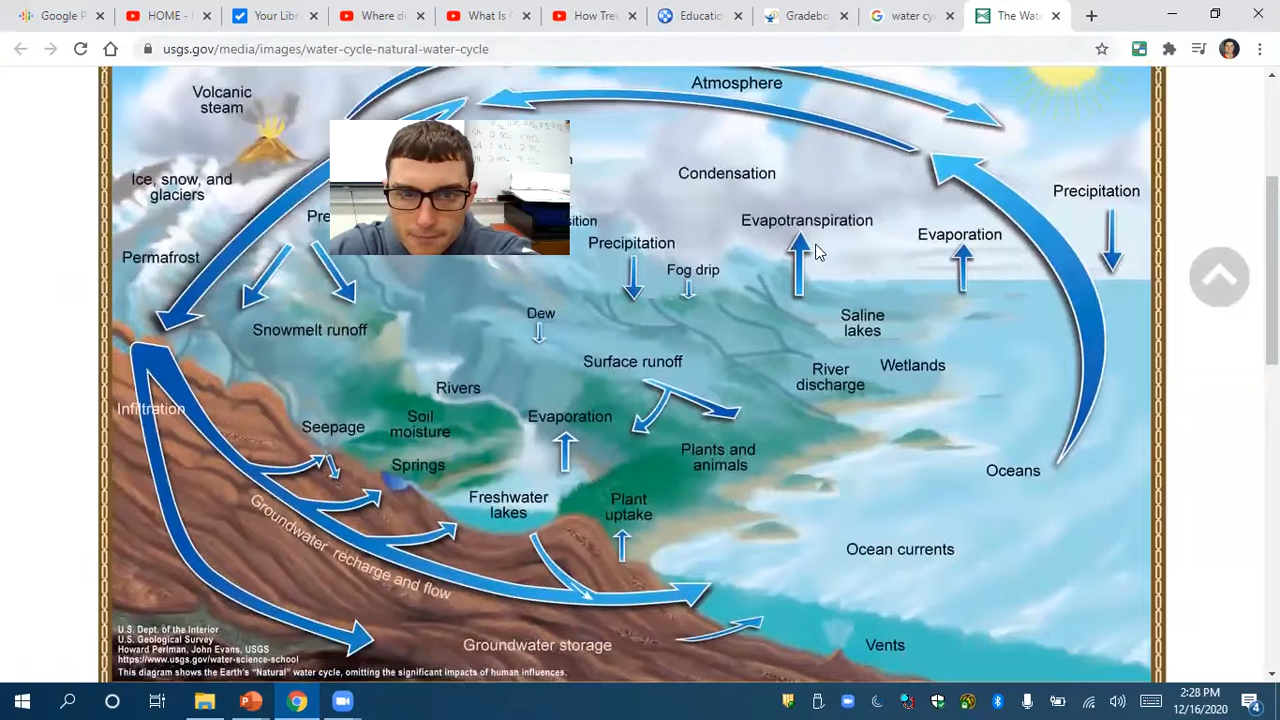 Google P
HOME -
Your Libr
Where d
What Is
How Tre
Educatio
Gradebo
water cy
The Wate
usgs.gov/media/images/water-cycle-natural-water-cycle
Atmosphere
Volcanic
steam
Condensation
Ice, snow, and
glaciers
Precipitation
Evapotranspiration
Pre
sition
Evaporation
Precipitation
Permafrost
Fog drip
Dew
Saline
lakes
Snowmelt runoff
Surface runoff
River
discharge
Wetlands
Rivers
Infiltration
Soil
moisture
Evaporation
Seepage
Plants and
animals
Springs
Oceans
Freshwater
lakes
Plant
uptake
Groundwater recharge and flow
Ocean currents
U.S. Dept. of the Interior
U.S. Geological Survey
Howard Perlman, John Evans, USGS
https://www.usgs.gov/water-science-school
This diagram shows the Earth's "Natural" water cycle, omitting the significant impacts of human influences.
Groundwater storage
Vents
2:28 PM
12/16/2020
4